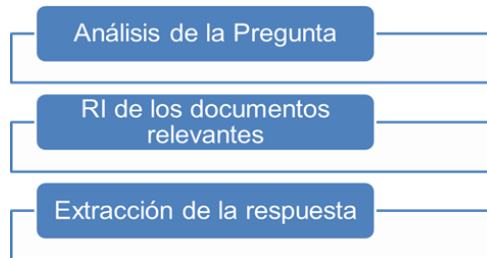 Análisis de la Pregunta
RI de los documentos
relevantes
Extracción de la respuesta